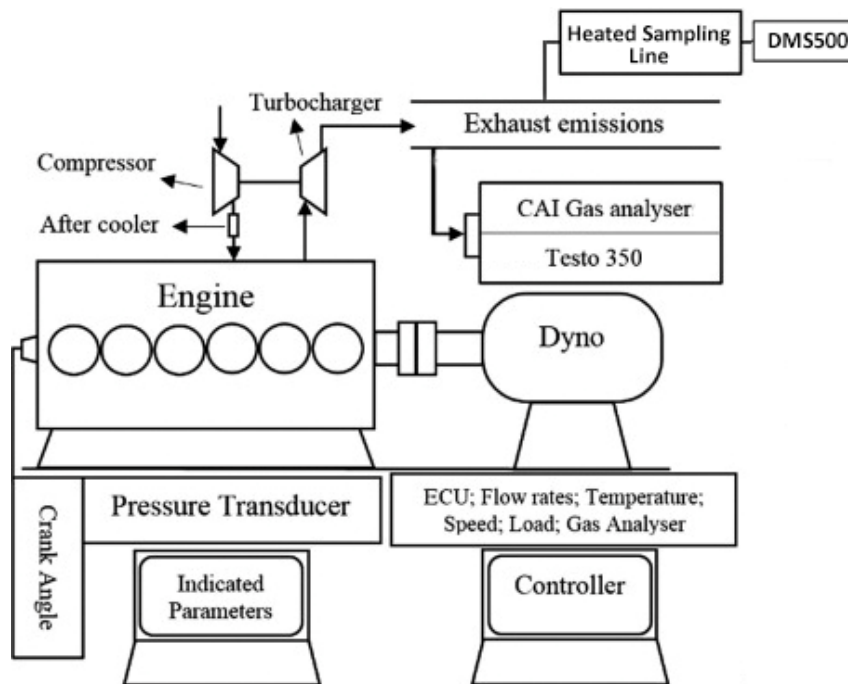 Heated Sampling
Line
DMS500
Turbocharger
Exhaust emissions
Compressor
After cooler
CAI Gas analyser
Testo 350
Engine
Dyno
Crank Angle
Pressure Transducer
ECU; Flow rates; Temperature;
Speed; Load; Gas Analyser
Indicated
Parameters
Controller